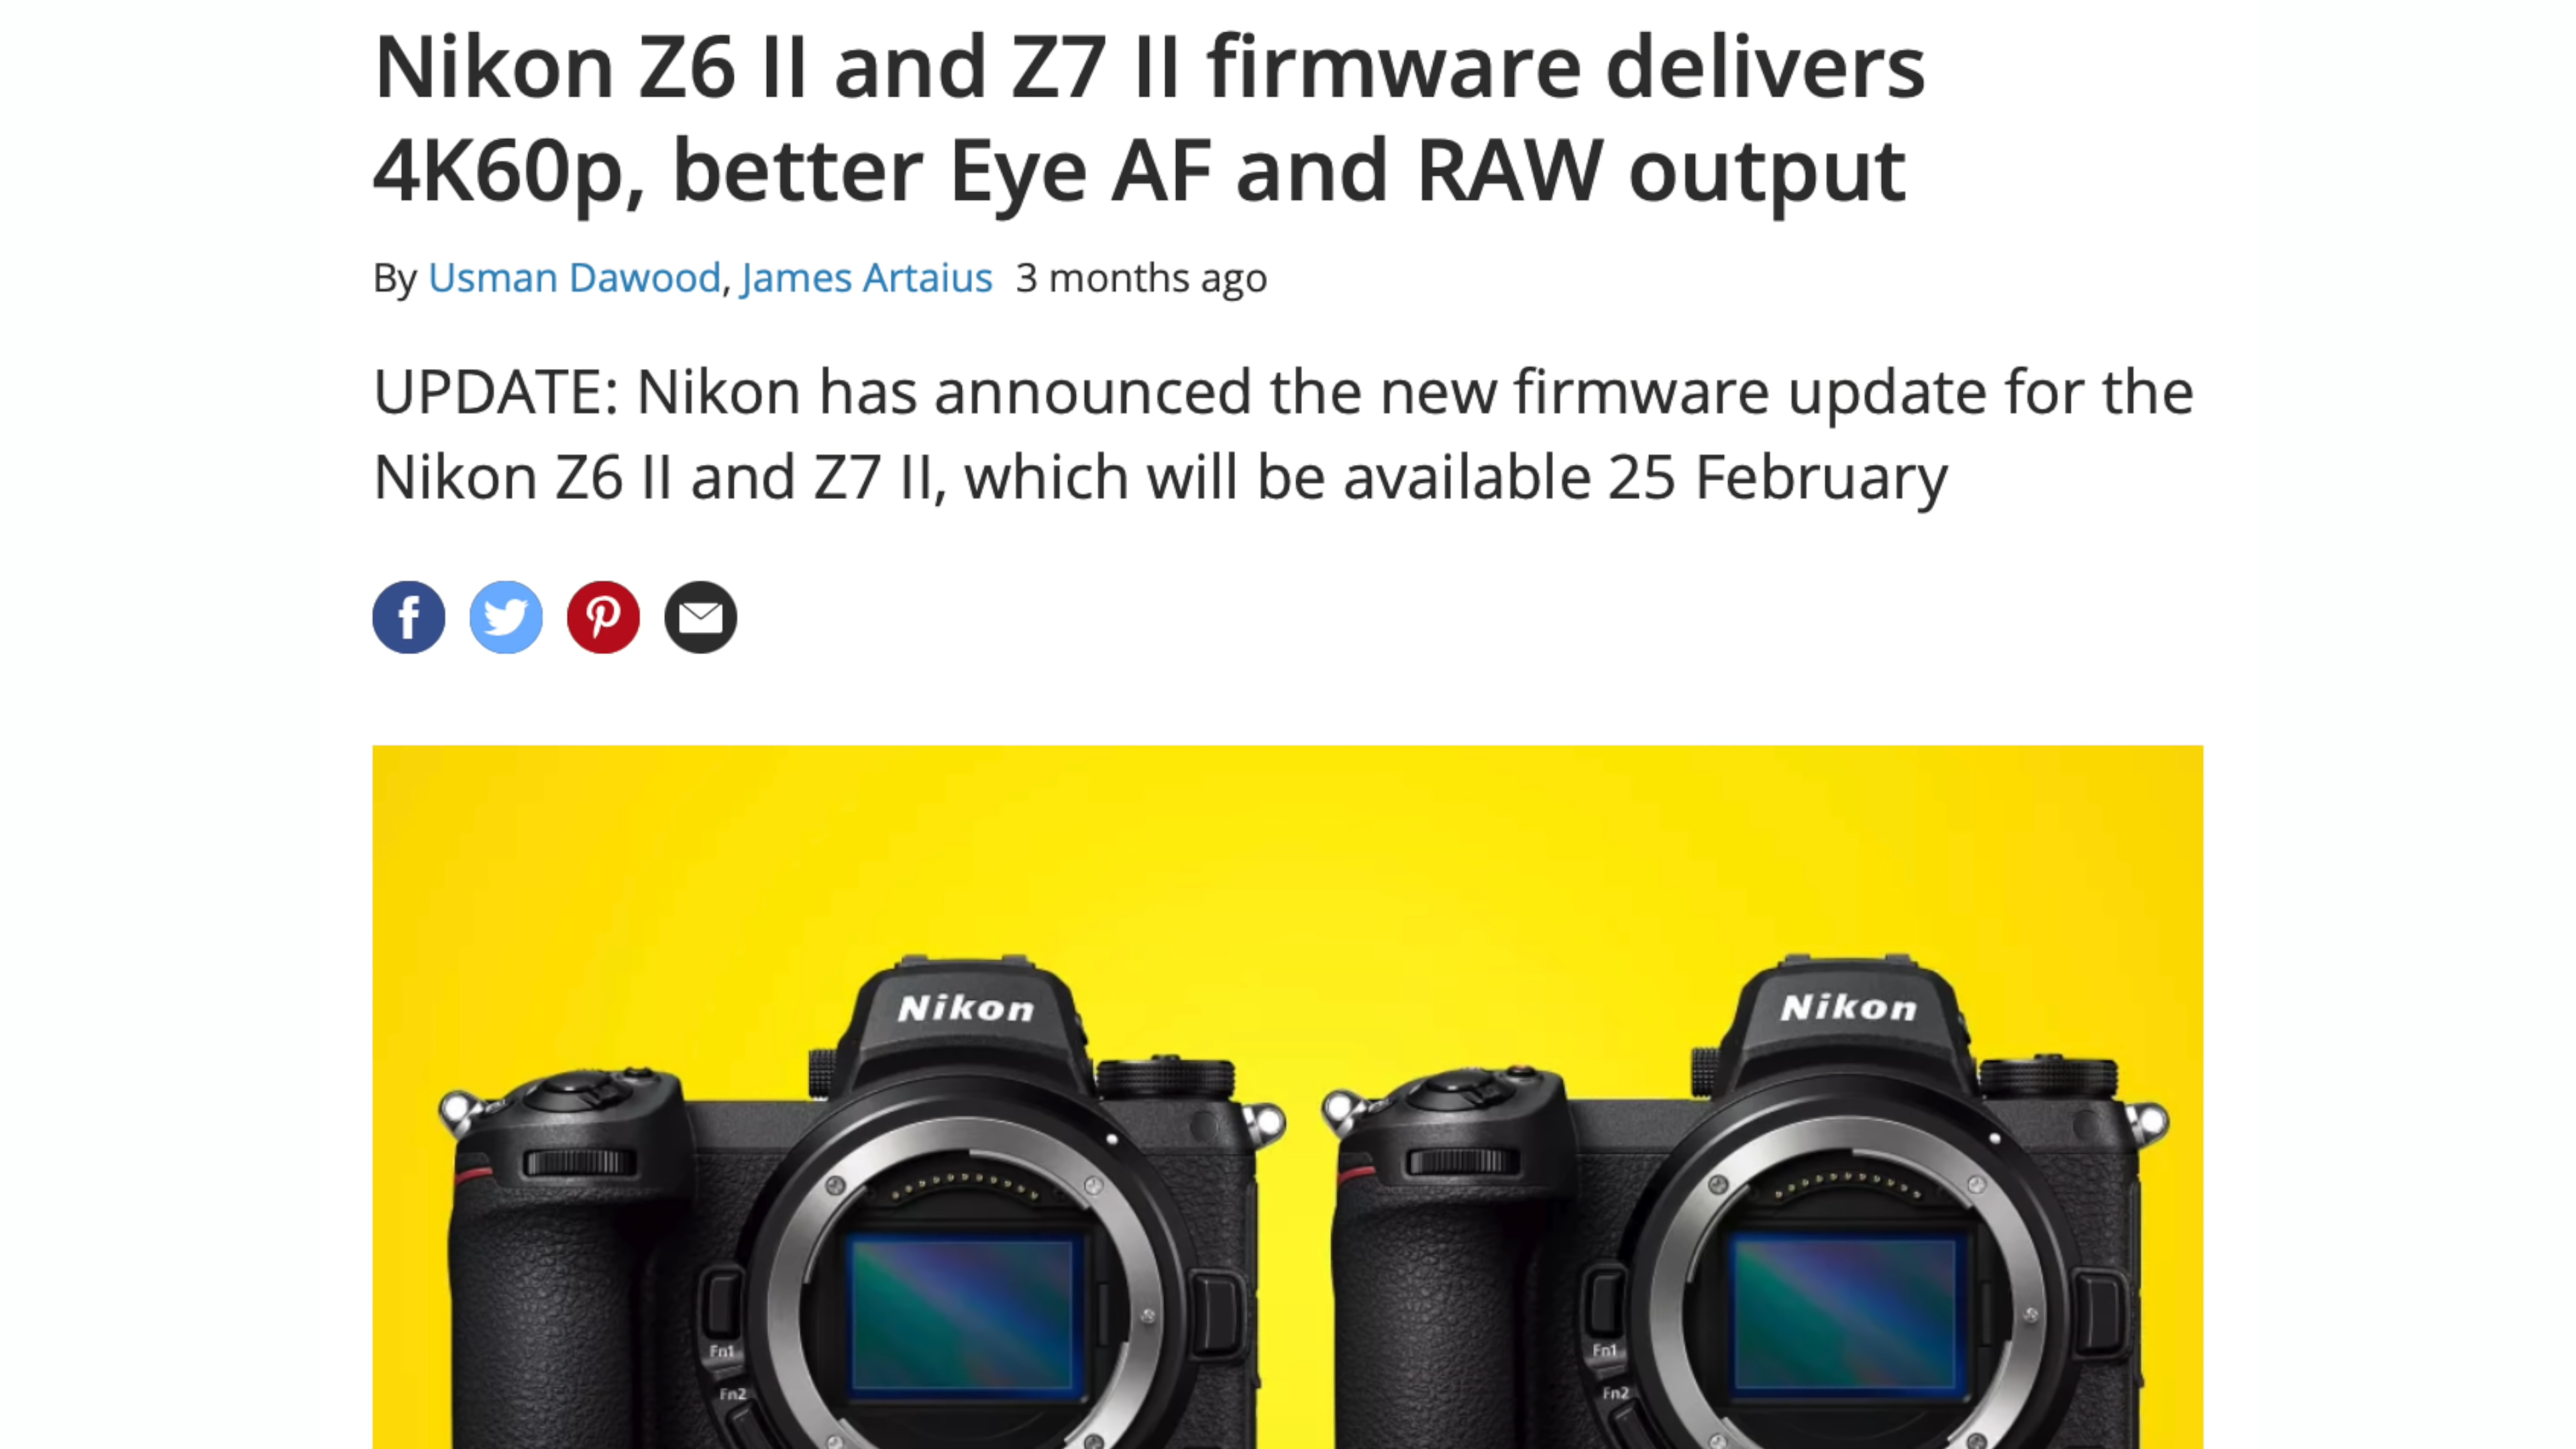 Nikon Z6 II and Z7 II firmware delivers
4K60p, better Eye AF and RAW output
By Usman Dawood, James Artaius 3 months ago
UPDATE: Nikon has announced the new firmware update for the
Nikon Z6 II and Z7 II, which will be available 25 February
Nikon Nikon
Fn1 Fn1
Fn2 Fn2